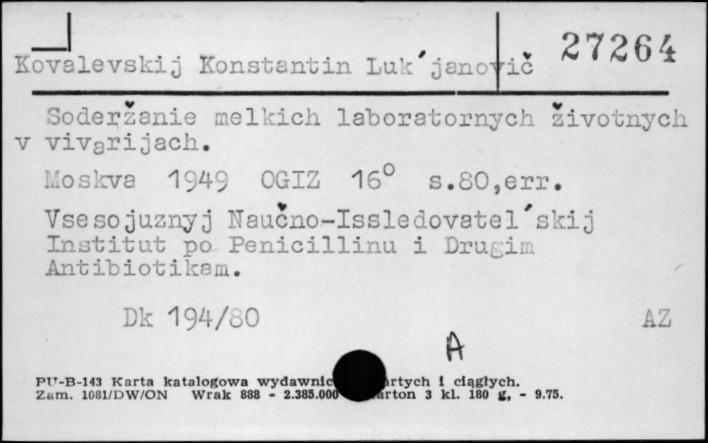 27264
Kovalevskij Konstantin Luk´janovič
Soderžanie melkich laboratornych životnych
v vivarijach.
Moskva 1949 OGIZ 16° s.80,err.
Vsesojuznyj Naučno-Issledovatel´skij
Institut po Penicillinu i Drugim
Antibiotikam.
Dk 194/80 AZ
A
PU-B-143 Karta katalogowa wydawnic rtych i ciągłych.
Zam. 1081/DW/ON Wrak 888 - 2.385.000 arton 3 kl. 180 g, - 9.75.